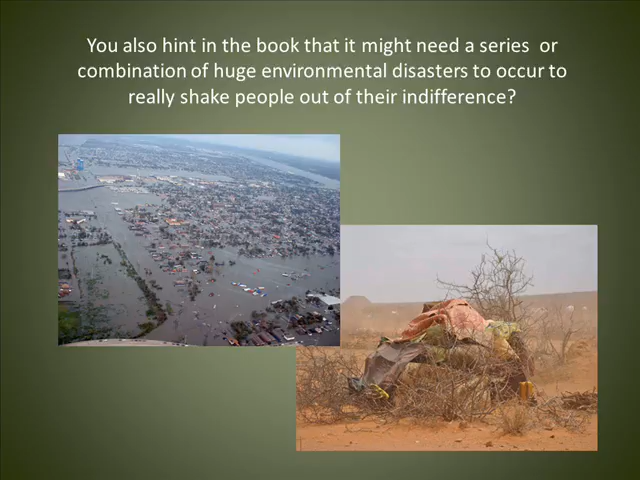 You also hint in the book that it might need a series  or
combination of huge environmental disasters to occur to
really shake people out of their indifference?